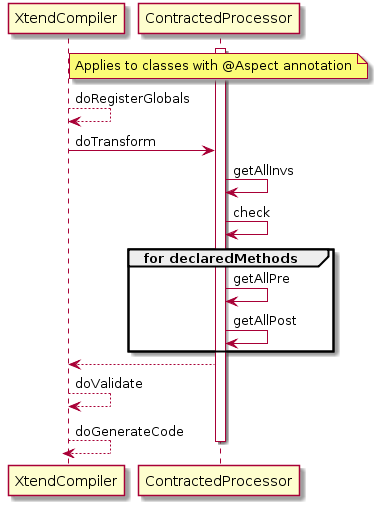 XtendCompiler
ContractedProcessor
Applies to classes with @Aspect annotation
doRegisterGlobals
doTransform
getAllInvs
check
for declaredMethods
getAllPre
getAllPost
doValidate
doGenerateCode
XtendCompiler
ContractedProcessor